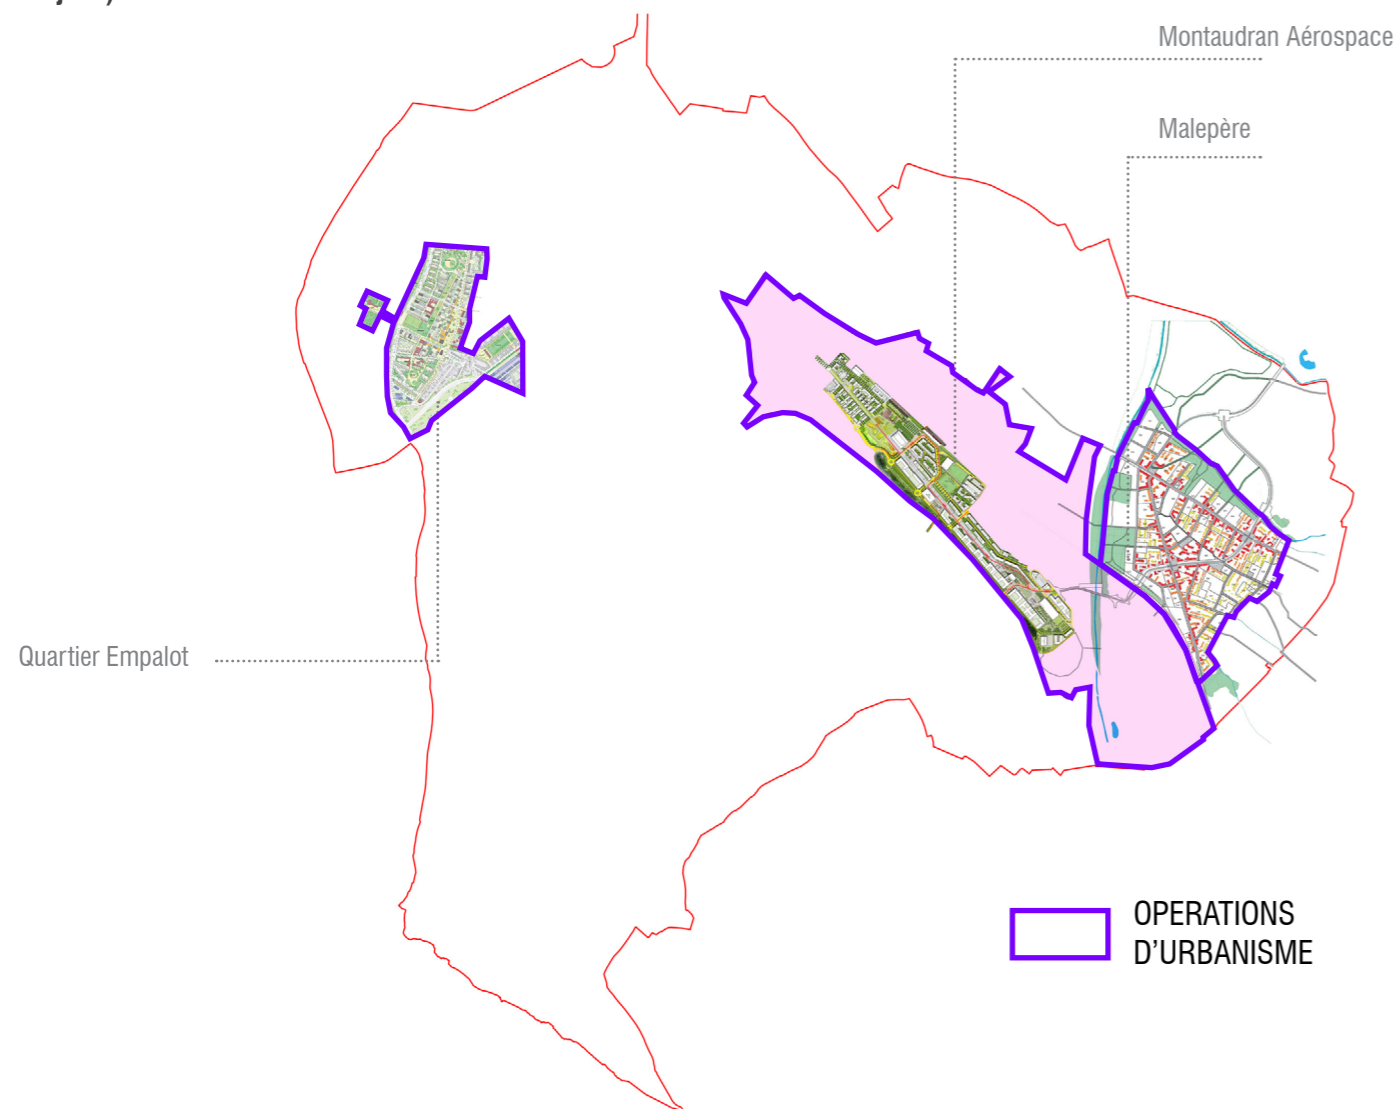 Montaudran Aérospace
Malepère
Quartier Empalot
OPERATIONS
D'URBANISME